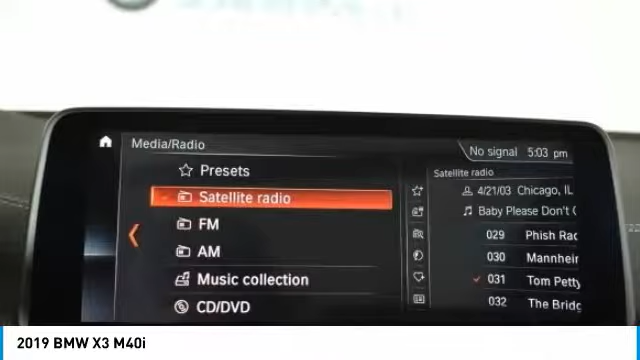 Media/Radio
No signal 5:03 pm
Presets
Satellite radio
FM
AM
Music collection
CD/DVD
Satellite radio
4/21/03 Chicago, IL
Baby Please Don't
029 Phish Rac
030 Mannhein
031 Tom Petty
032 The Bridg
2019 BMW X3 M40i